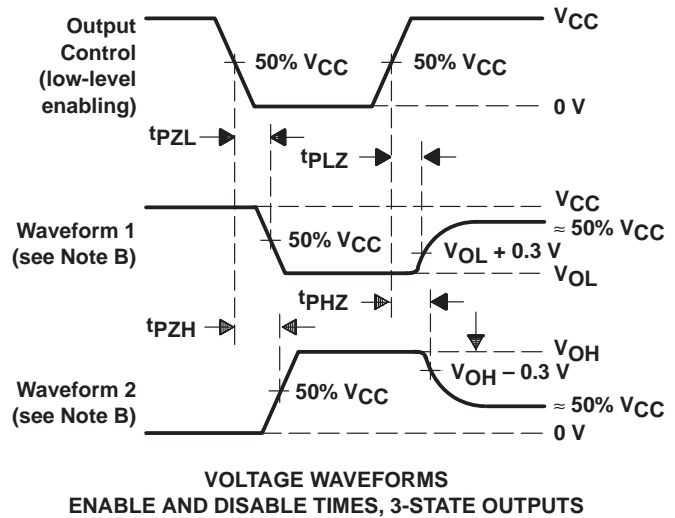 Output
Control
(low-level
enabling)
VCC
50% VCC
50% VCC
0 V
tPZL
tPLZ
Waveform 1
(see Note B)
VCC
≈ 50% VCC
50% VCC
VOL + 0.3 V
VOL
tPHZ
tPZH
Waveform 2
(see Note B)
VOH
50% VCC
VOH – 0.3 V
≈ 50% VCC
0 V
VOLTAGE WAVEFORMS
ENABLE AND DISABLE TIMES, 3-STATE OUTPUTS